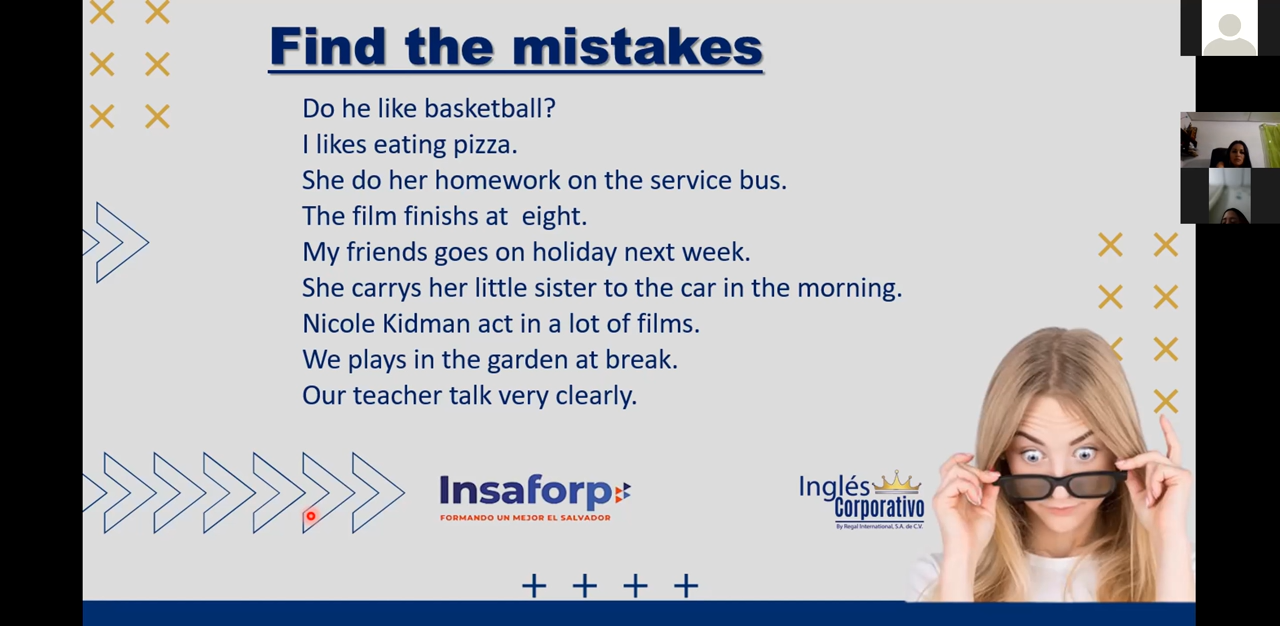 Find the mistakes
Do he like basketball?
I likes eating pizza.
She do her homework on the service bus.
The film finishs at  eight.
My friends goes on holiday next week.
She carrys her little sister to the car in the morning.
Nicole Kidman act in a lot of films.
We plays in the garden at break.
Our teacher talk very clearly.
Insaforp
FORMANDO UN MEJOR EL SALVADOR
Inglés
Corporativo
By Regal International, S.A. de C.V.